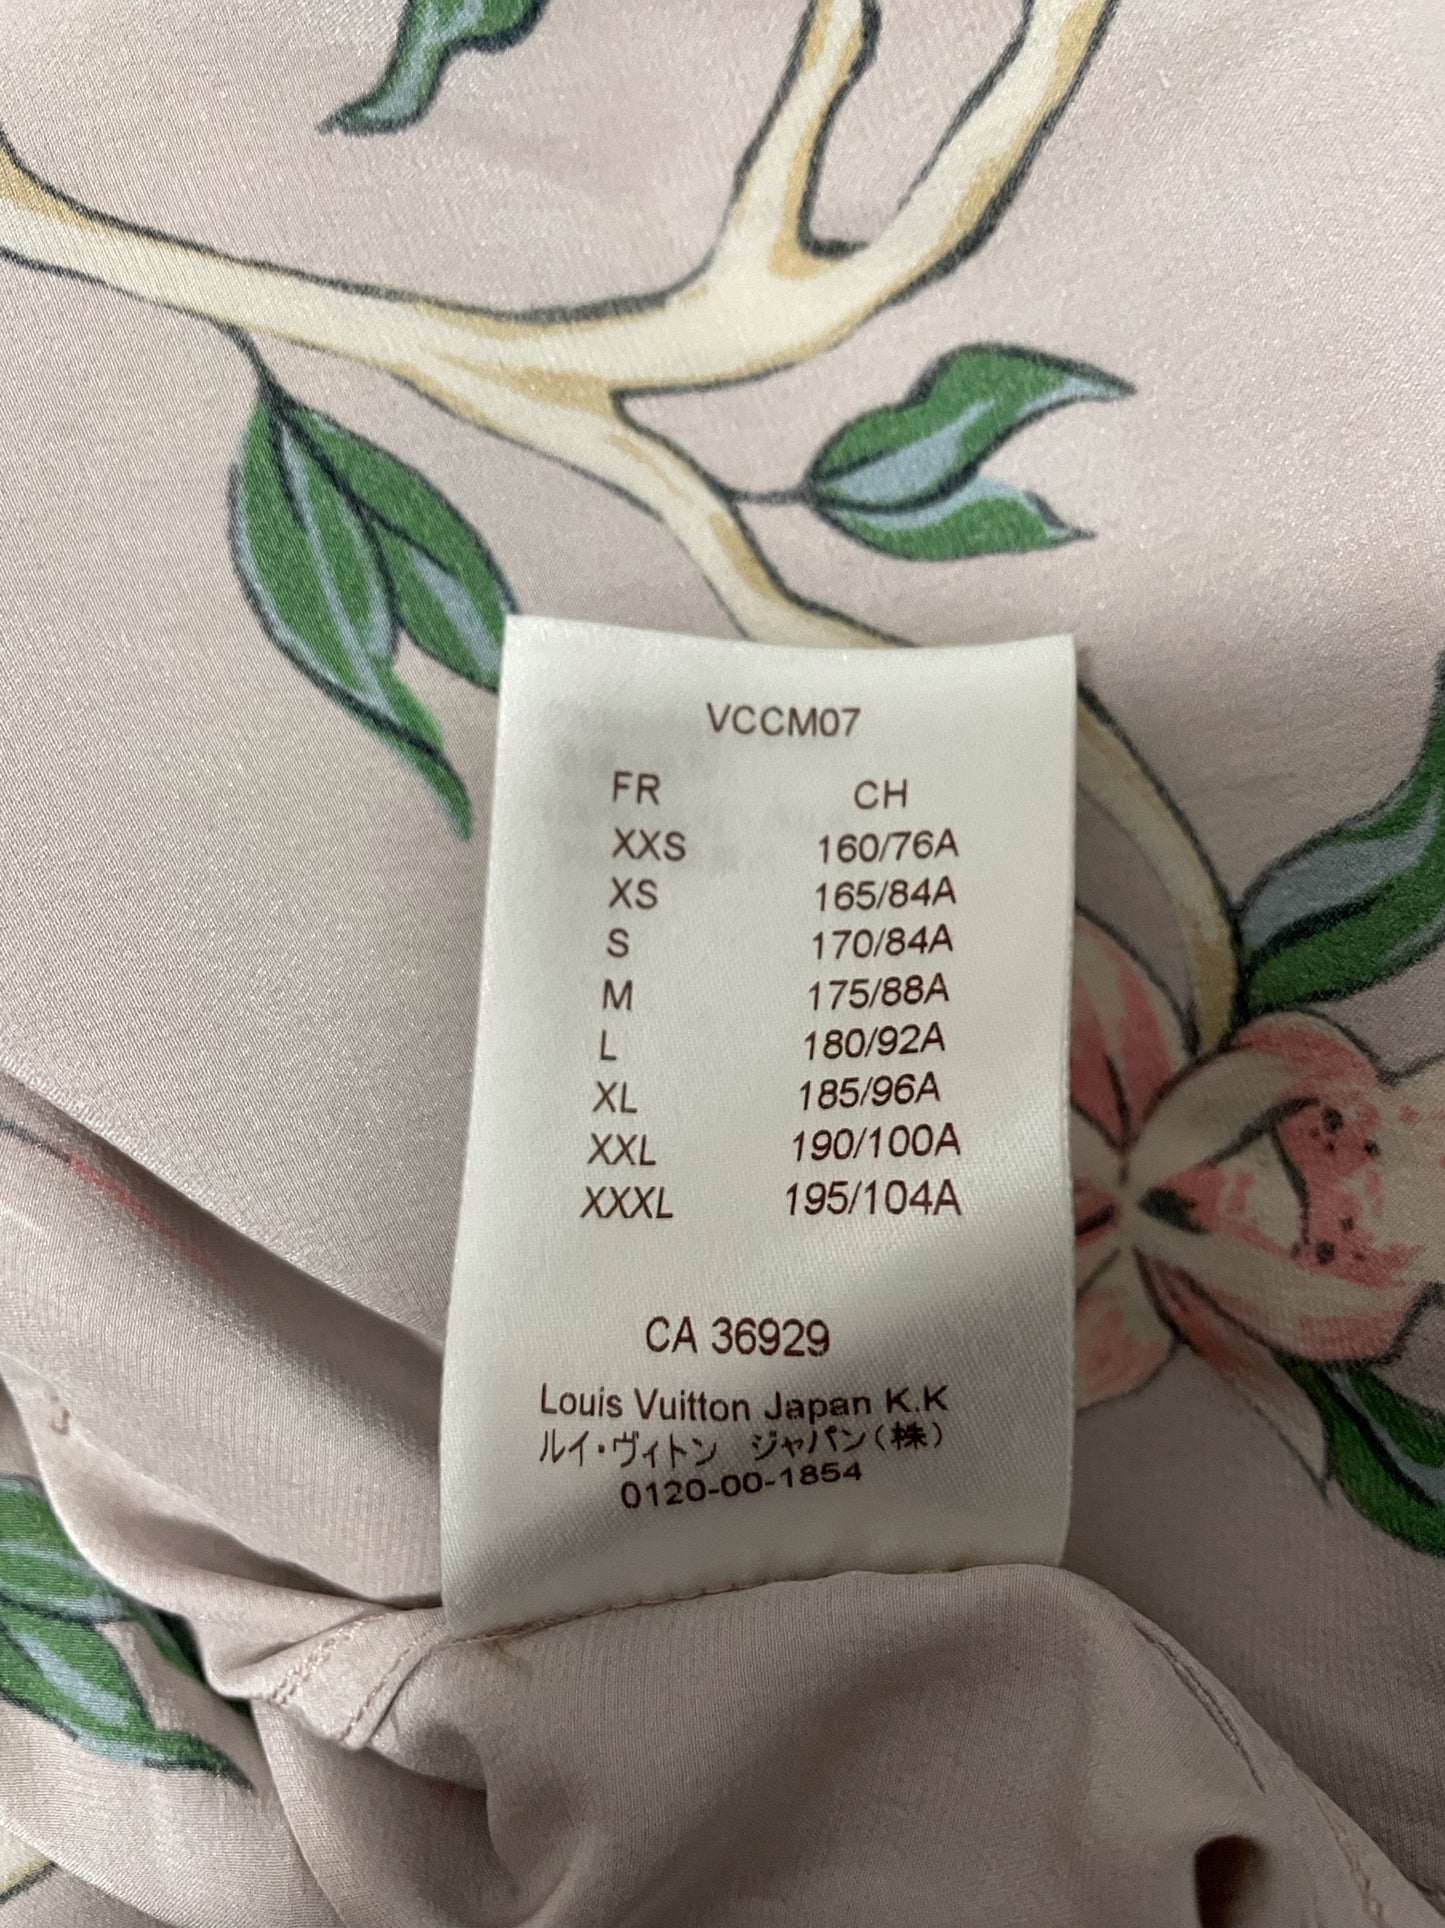 VCCM07
FR CH
XXS 160/76A
XS 165/84A
S 170/84A
M 175/88A
L 180/92A
XL 185/96A
XXL 190/100A
XXXL 195/104A
CA 36929
Louis Vuitton Japan K.K
ルイ・ヴィトン ジャパン(株)
0120-00-1854